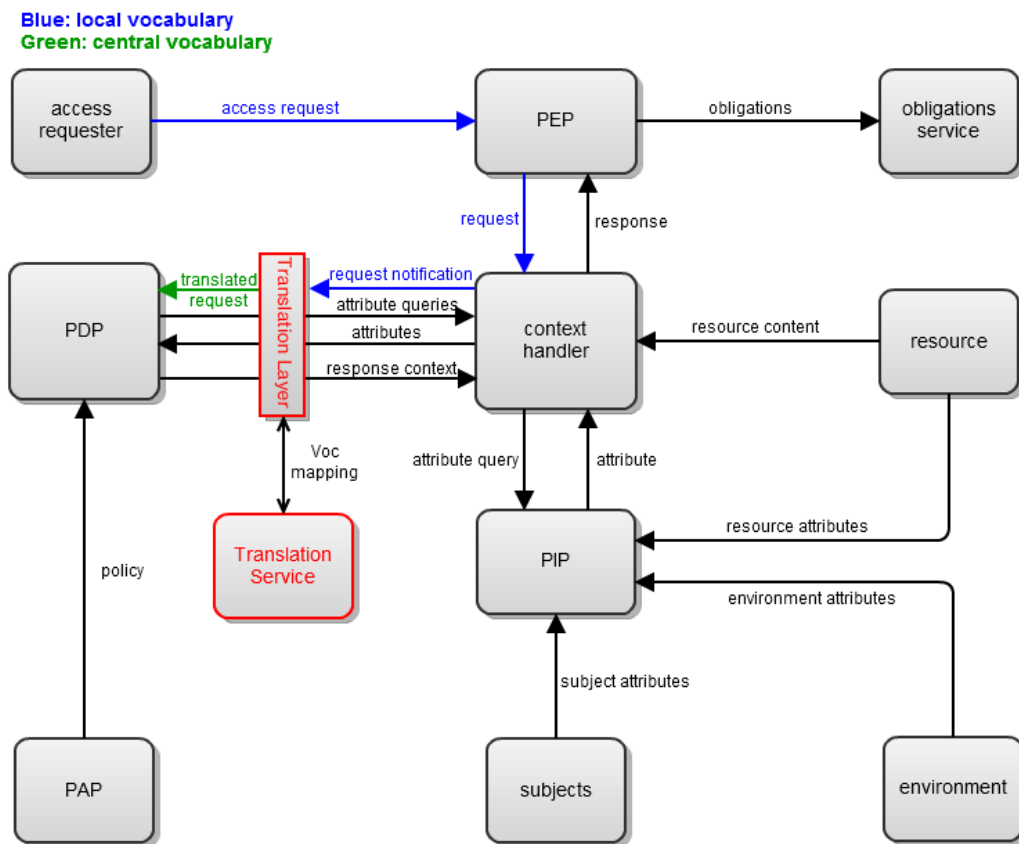 Blue: local vocabulary
Green: central vocabulary
access
requester
access request
PEP
obligations
obligations
service
request
response
PDP
translated
request
Translation Layer
request notification
attribute queries
attributes
response context
context
handler
resource content
resource
Voc
mapping
attribute query
attribute
Translation
Service
policy
PIP
resource attributes
environment attributes
subject attributes
PAP
subjects
environment